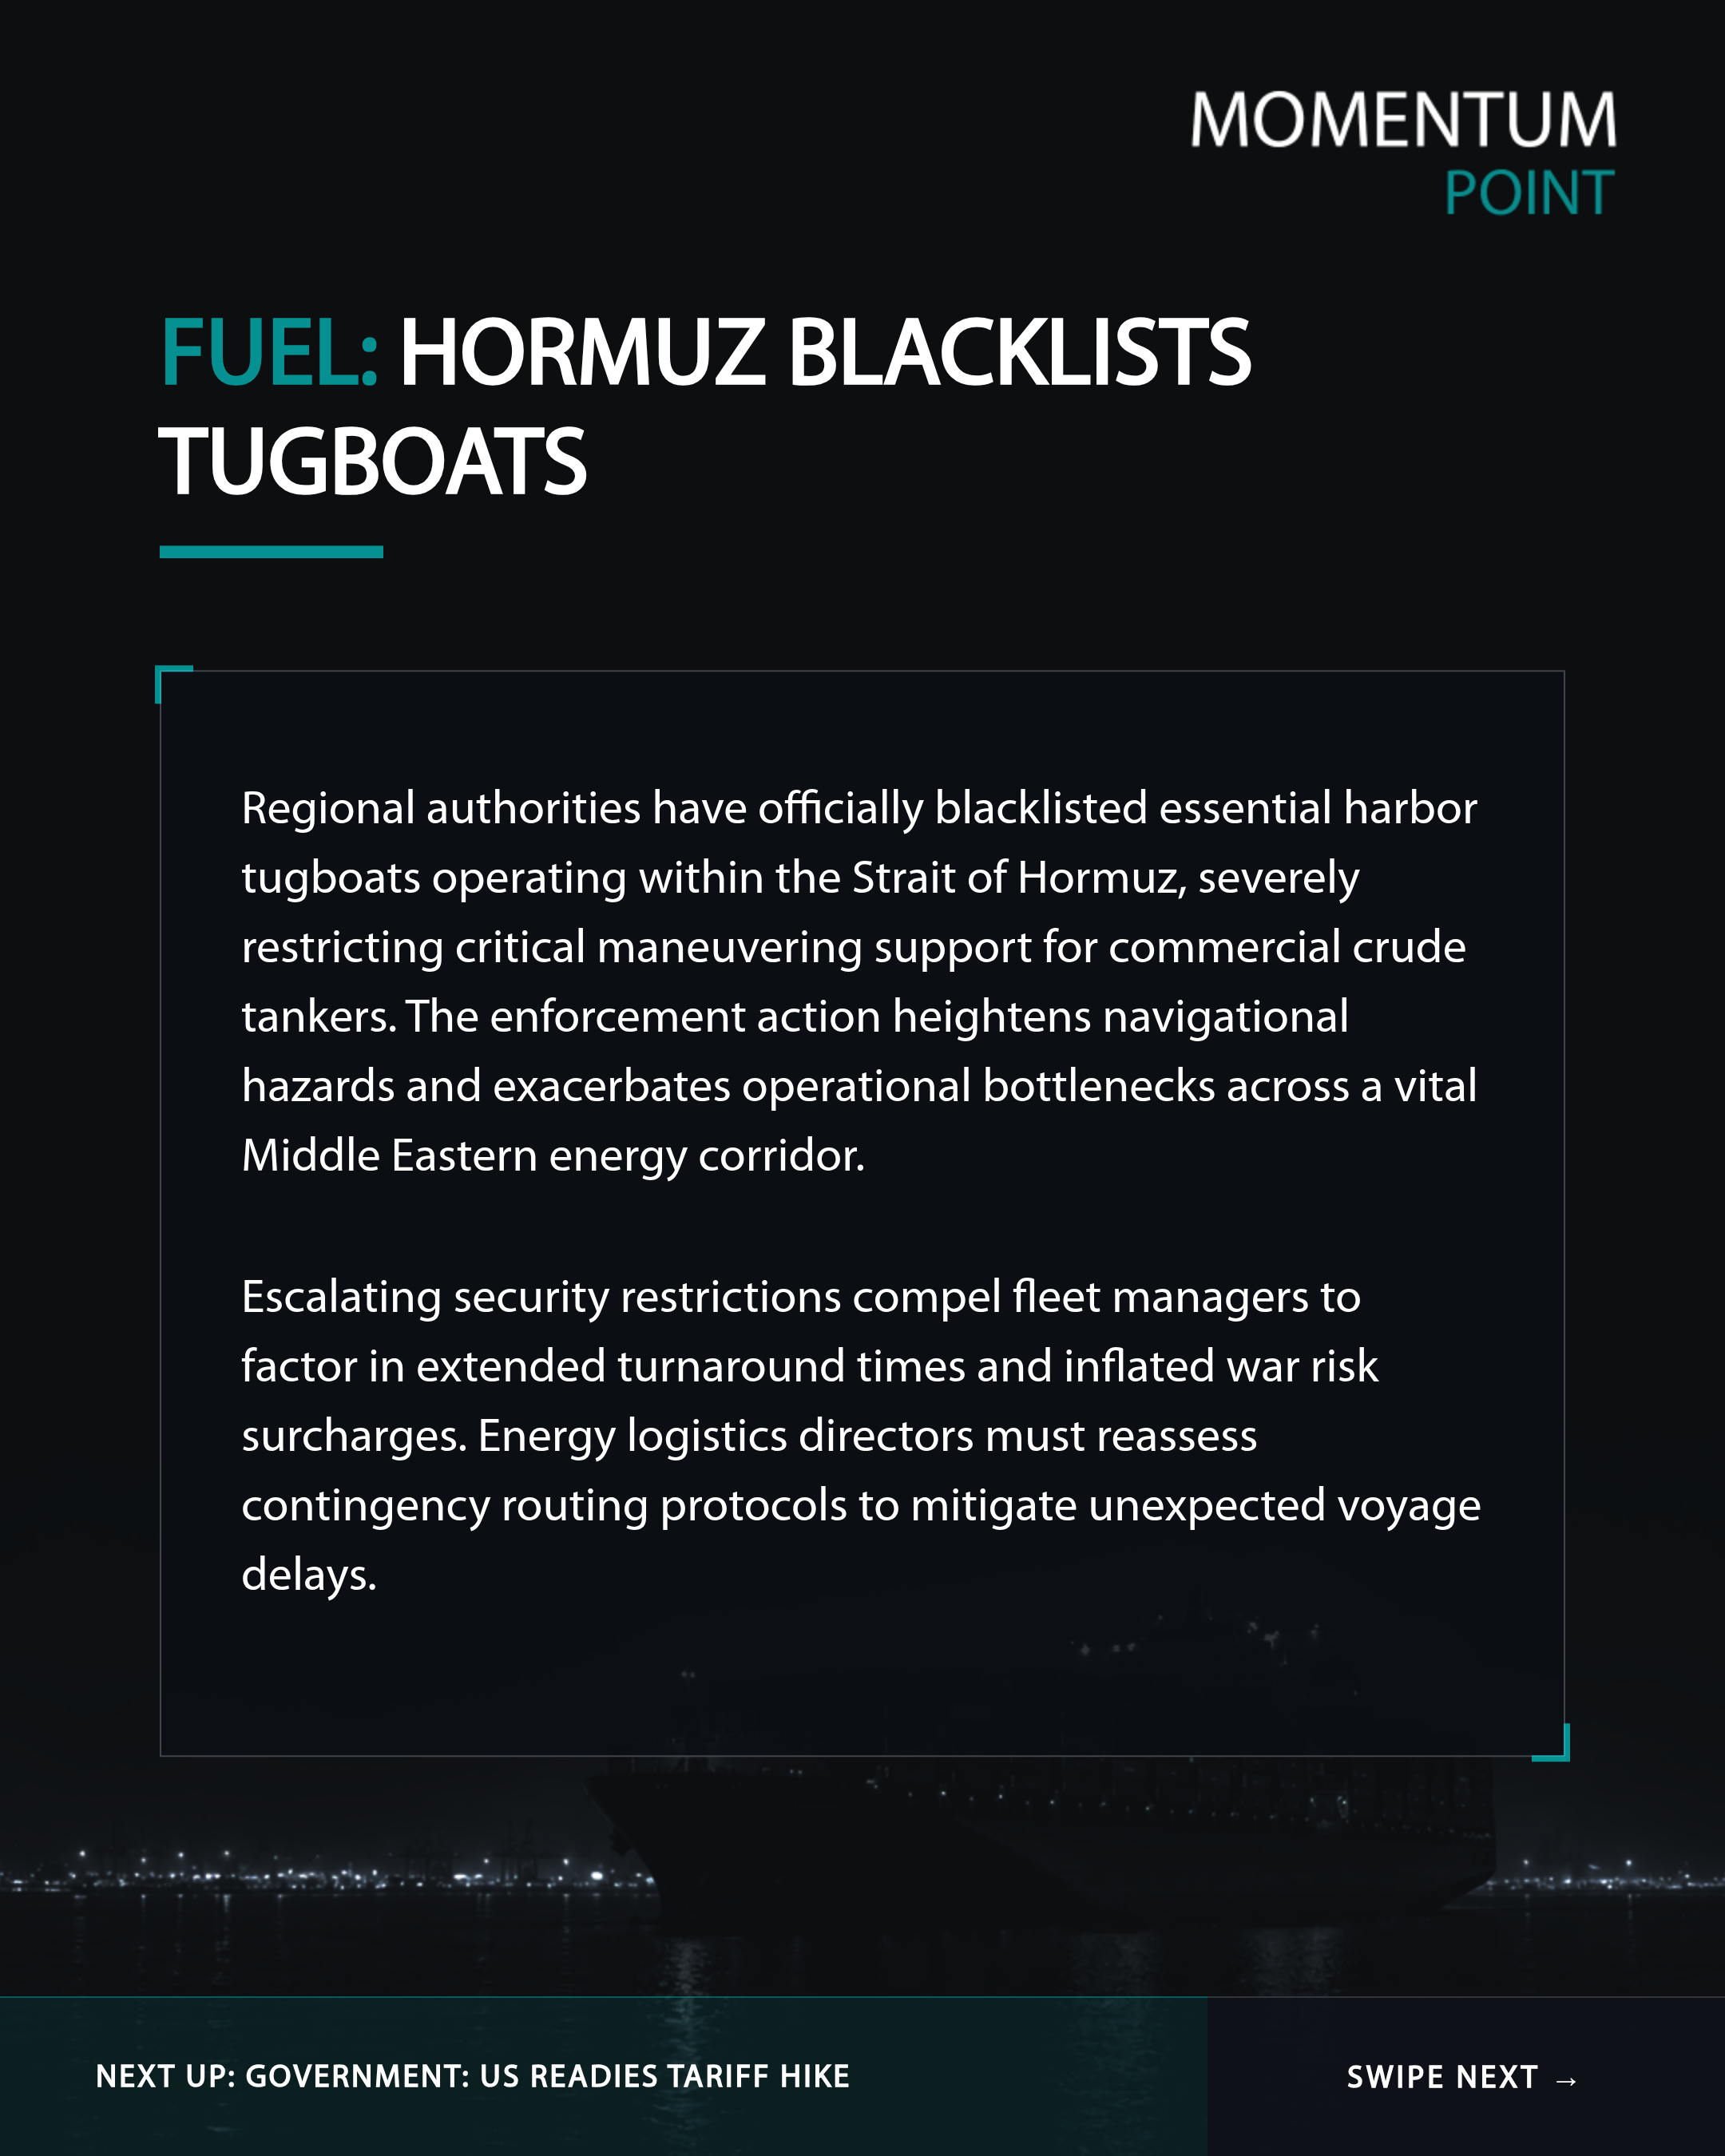 MOMENTUM
POINT
FUEL: HORMUZ BLACKLISTS
TUGBOATS
Regional authorities have officially blacklisted essential harbor
tugboats operating within the Strait of Hormuz, severely
restricting critical maneuvering support for commercial crude
tankers. The enforcement action heightens navigational
hazards and exacerbates operational bottlenecks across a vital
Middle Eastern energy corridor.
Escalating security restrictions compel fleet managers to
factor in extended turnaround times and inflated war risk
surcharges. Energy logistics directors must reassess
contingency routing protocols to mitigate unexpected voyage
delays.
NEXT UP: GOVERNMENT: US READIES TARIFF HIKE
SWIPE NEXT →